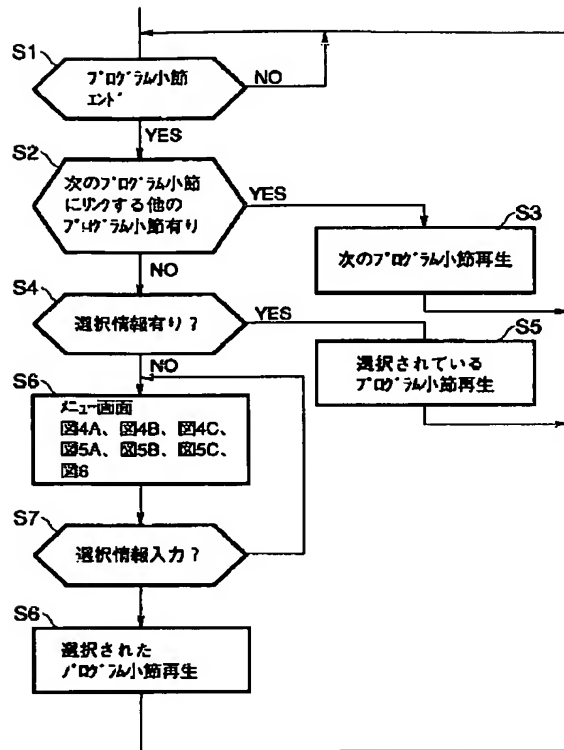 S1
プログラム小節
エンド
NO
YES
S2
次のプログラム小節
にリンクする他の
プログラム小節有り
YES
S3
次のプログラム小節再生
NO
S4
選択情報有り？
YES
S5
選択されている
プログラム小節再生
NO
S6
メニュー画面
図4A、図4B、図4C、
図5A、図5B、図5C、
図6
S7
選択情報入力？
S6
選択された
プログラム小節再生